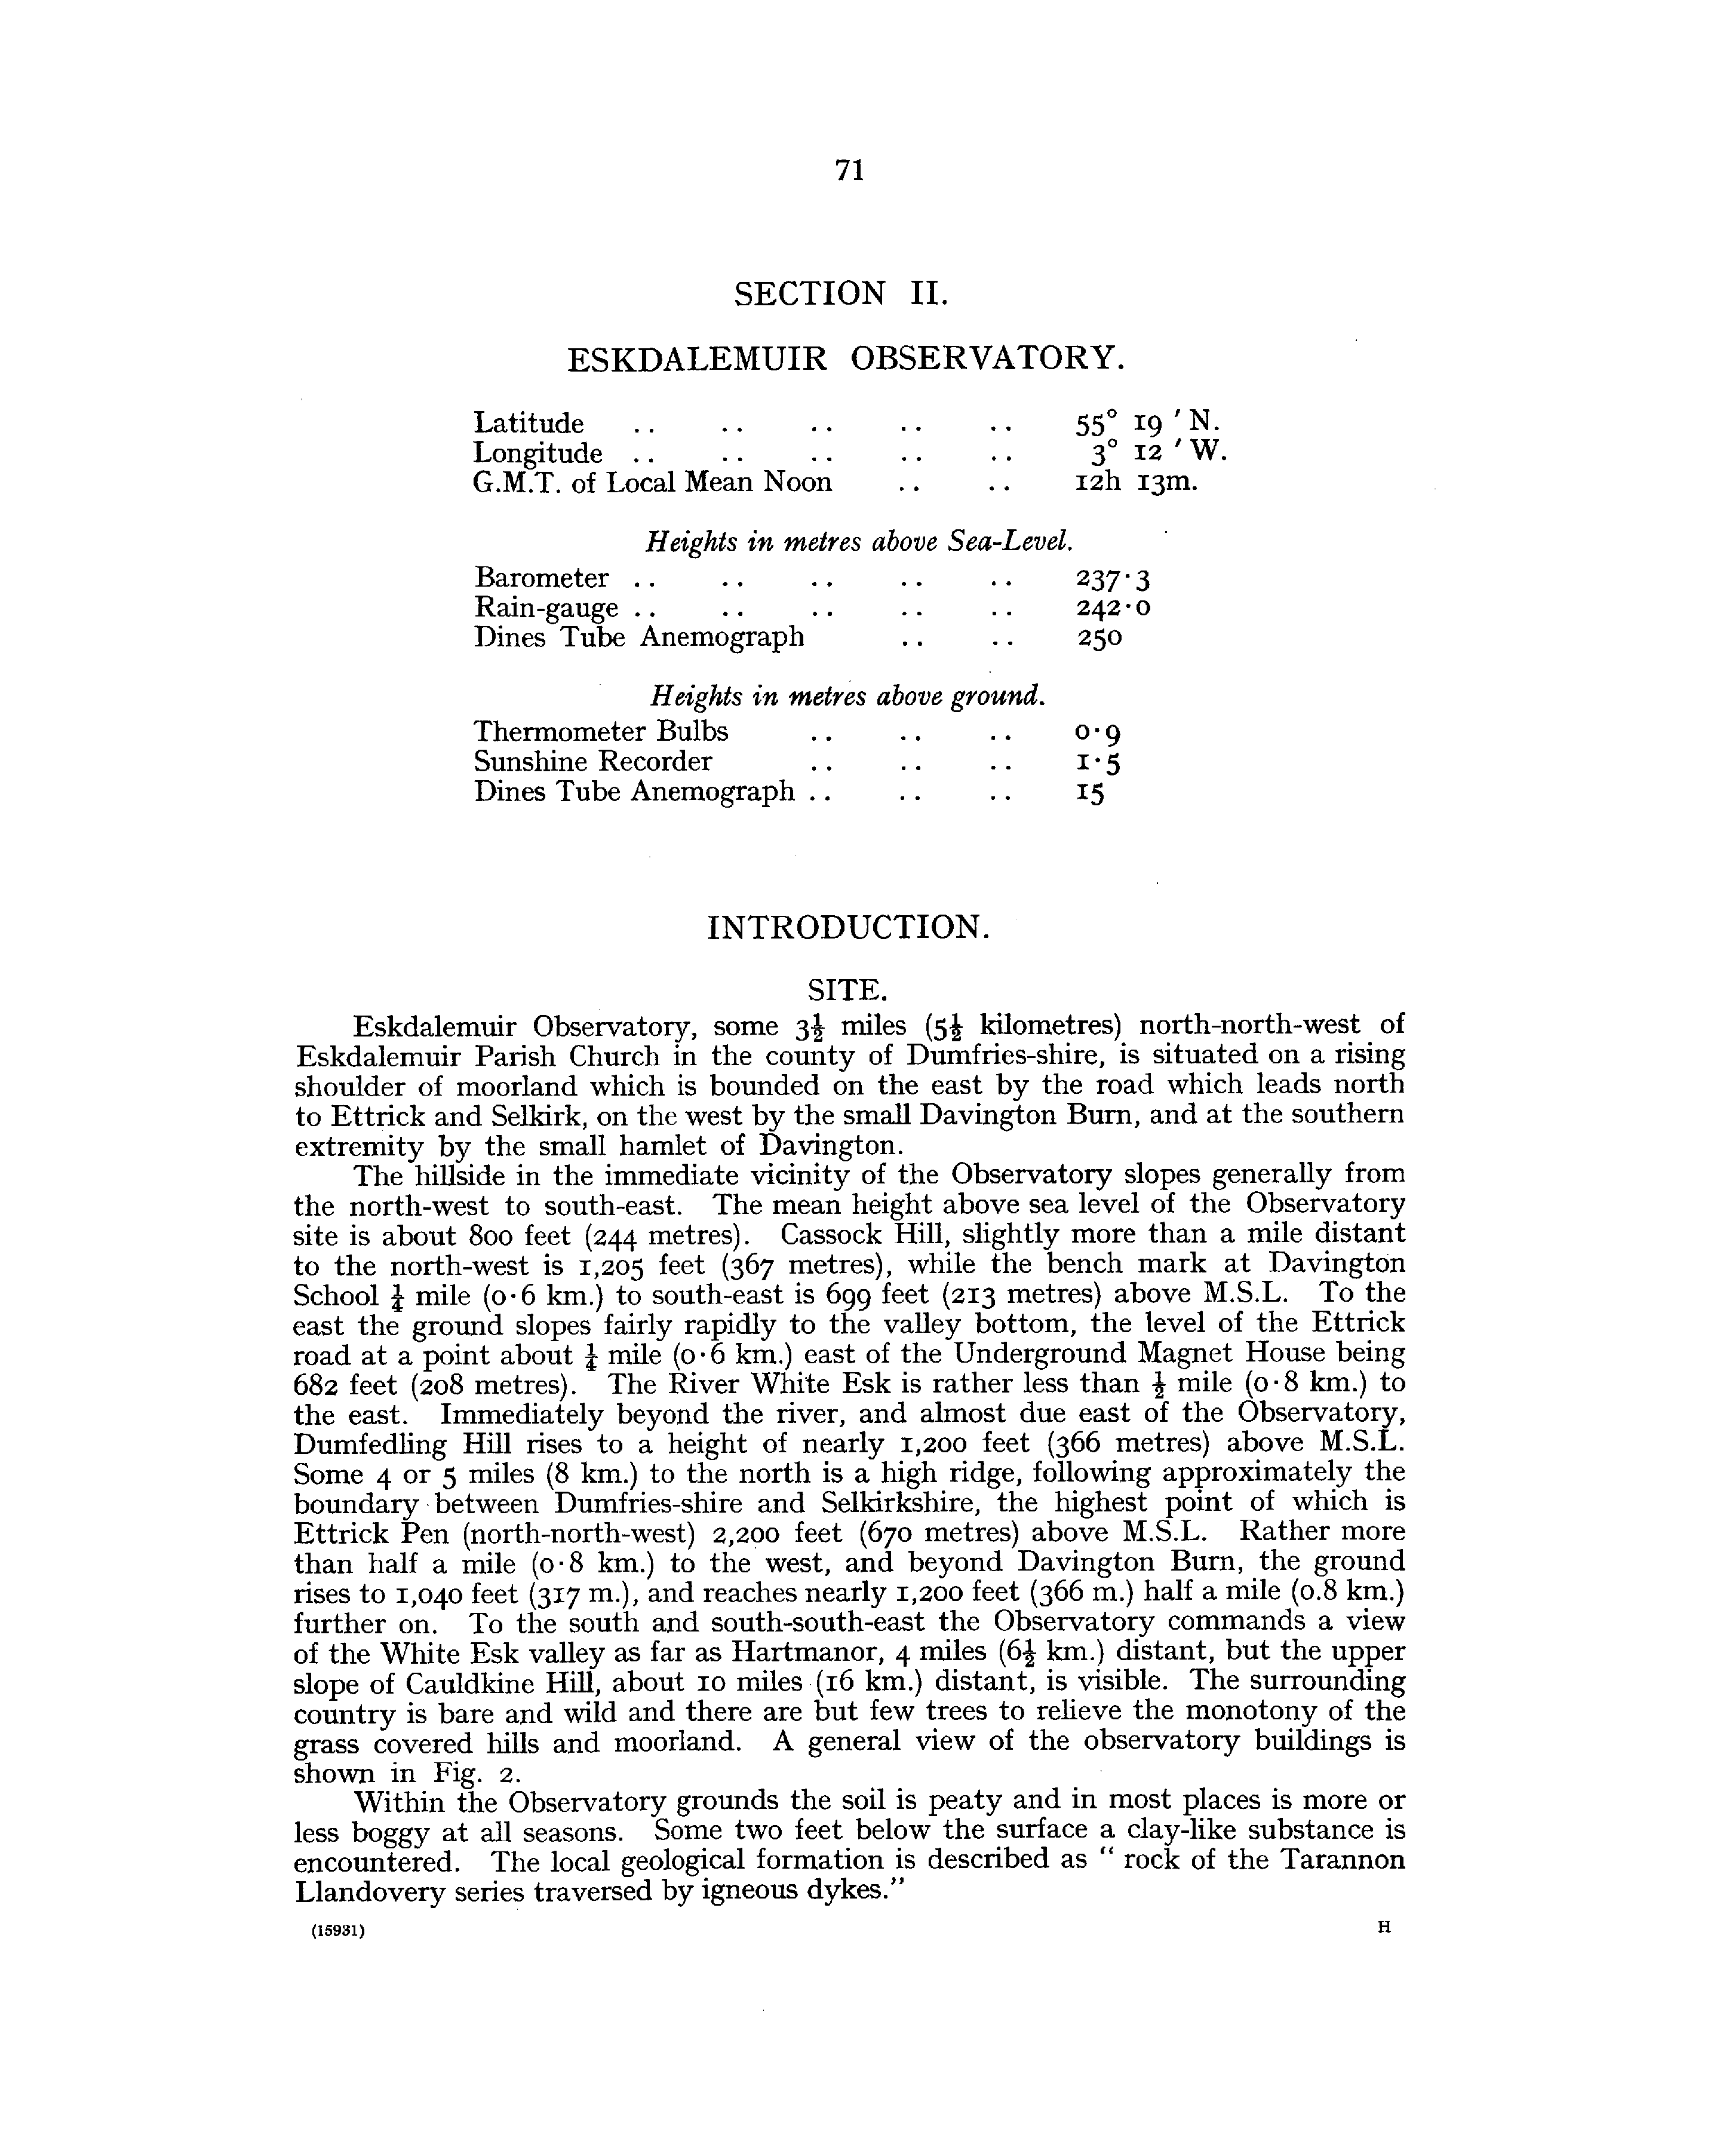 71
SECTION II.
ESKDALEMUIR OBSERVATORY.
Latitude .. .. .. .. .. 55° 19 ' N.
Longitude .. .. .. .. .. 3° 12 ' W.
G.M.T. of Local Mean Noon .. .. 12h 13m.
Heights in metres above Sea-Level.
Barometer .. .. .. .. .. 237·3
Rain-gauge .. .. .. .. .. 242·0
Dines Tube Anemograph .. .. 250
Heights in metres above ground.
Thermometer Bulbs .. .. .. 0·9
Sunshine Recorder .. .. .. 1·5
Dines Tube Anemograph .. .. .. 15
INTRODUCTION.
SITE.
Eskdalemuir Observatory, some 3½ miles (5½ kilometres) north-north-west of
Eskdalemuir Parish Church in the county of Dumfries-shire, is situated on a rising
shoulder of moorland which is bounded on the east by the road which leads north
to Ettrick and Selkirk, on the west by the small Davington Burn, and at the southern
extremity by the small hamlet of Davington.
The hillside in the immediate vicinity of the Observatory slopes generally from
the north-west to south-east. The mean height above sea level of the Observatory
site is about 800 feet (244 metres). Cassock Hill, slightly more than a mile distant
to the north-west is 1,205 feet (367 metres), while the bench mark at Davington
School ¼ mile (0·6 km.) to south-east is 699 feet (213 metres) above M.S.L. To the
east the ground slopes fairly rapidly to the valley bottom, the level of the Ettrick
road at a point about ¼ mile (0·6 km.) east of the Underground Magnet House being
682 feet (208 metres). The River White Esk is rather less than ½ mile (0·8 km.) to
the east. Immediately beyond the river, and almost due east of the Observatory,
Dumfedling Hill rises to a height of nearly 1,200 feet (366 metres) above M.S.L.
Some 4 or 5 miles (8 km.) to the north is a high ridge, following approximately the
boundary between Dumfries-shire and Selkirkshire, the highest point of which is
Ettrick Pen (north-north-west) 2,200 feet (670 metres) above M.S.L. Rather more
than half a mile (0·8 km.) to the west, and beyond Davington Burn, the ground
rises to 1,040 feet (317 m.), and reaches nearly 1,200 feet (366 m.) half a mile (0.8 km.)
further on. To the south and south-south-east the Observatory commands a view
of the White Esk valley as far as Hartmanor, 4 miles (6½ km.) distant, but the upper
slope of Cauldkine Hill, about 10 miles (16 km.) distant, is visible. The surrounding
country is bare and wild and there are but few trees to relieve the monotony of the
grass covered hills and moorland. A general view of the observatory buildings is
shown in Fig. 2.
Within the Observatory grounds the soil is peaty and in most places is more or
less boggy at all seasons. Some two feet below the surface a clay-like substance is
encountered. The local geological formation is described as " rock of the Tarannon
Llandovery series traversed by igneous dykes."
(15931) H